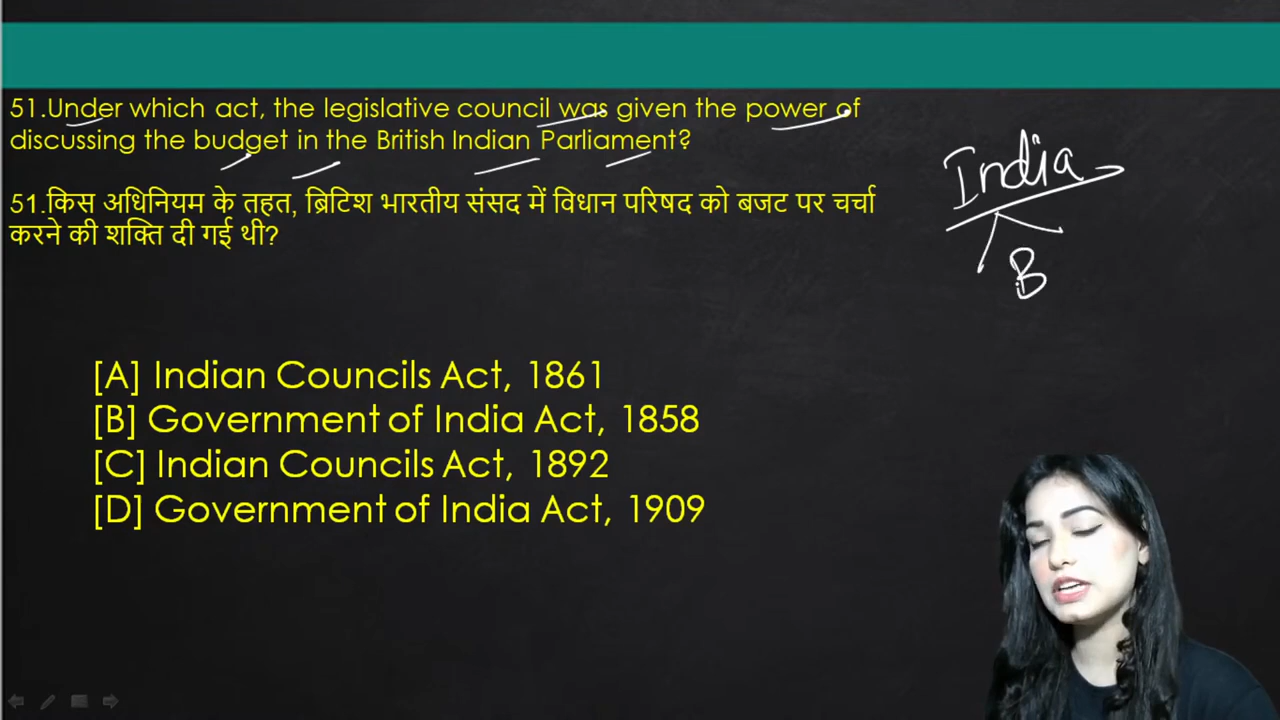 51.Under which act, the legislative council was given the power of
discussing the budget in the British Indian Parliament?
51.किस अधिनियम के तहत, ब्रिटिश भारतीय संसद में विधान परिषद को बजट पर चर्चा
करने की शक्ति दी गई थी?
India
B
[A] Indian Councils Act, 1861
[B] Government of India Act, 1858
[C] Indian Councils Act, 1892
[D] Government of India Act, 1909